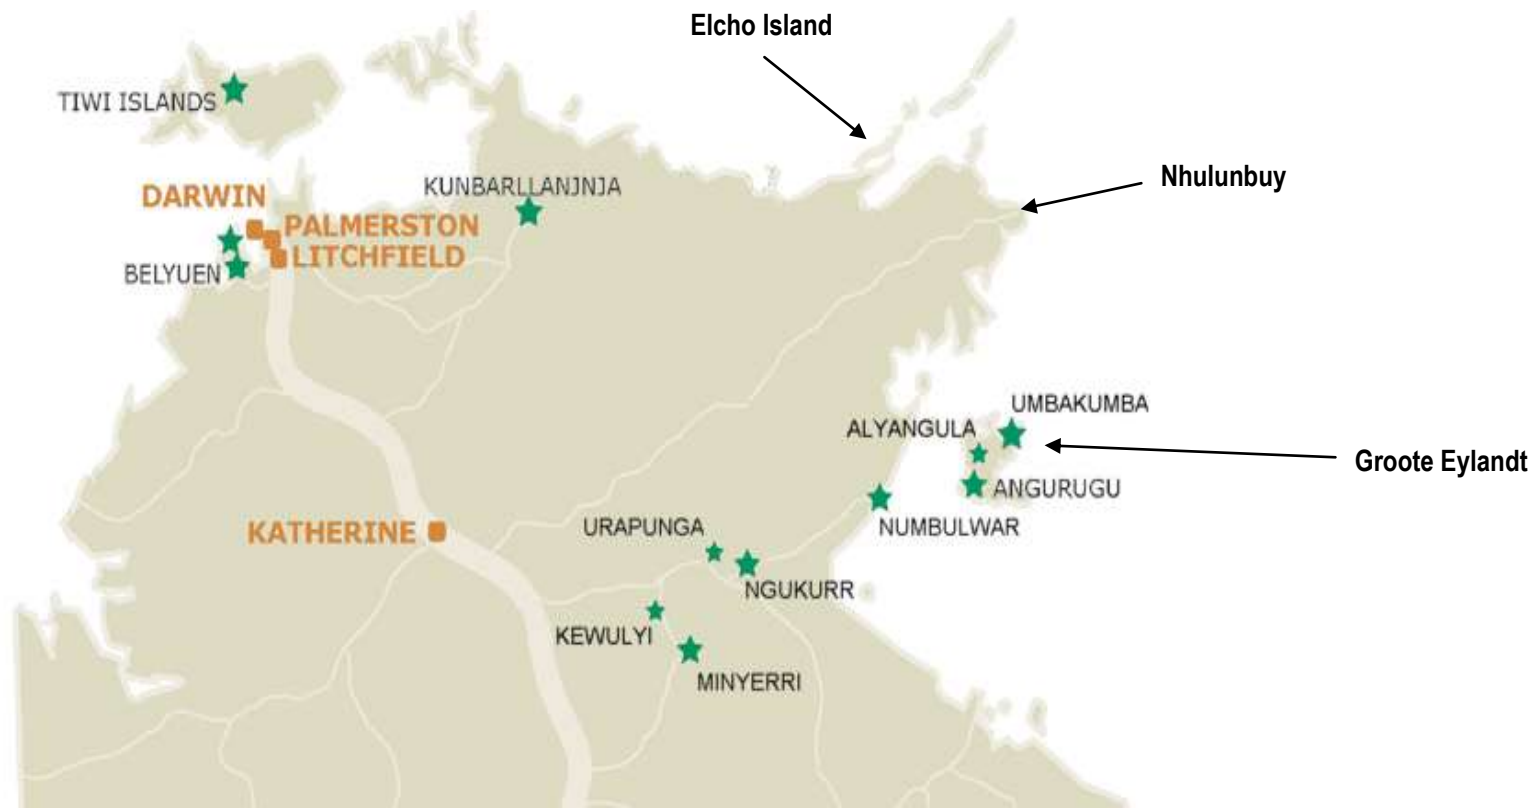 Elcho Island
TIWI ISLANDS
Nhulunbuy
KUNBARLLANJNJA
DARWIN
PALMERSTON
LITCHFIELD
BELYUEN
UMBAKUMBA
ALYANGULA
Groote Eylandt
ANGURUGU
NUMBULWAR
URAPUNGA
KATHERINE
NGUKURR
KEWULYI
MINYERRI